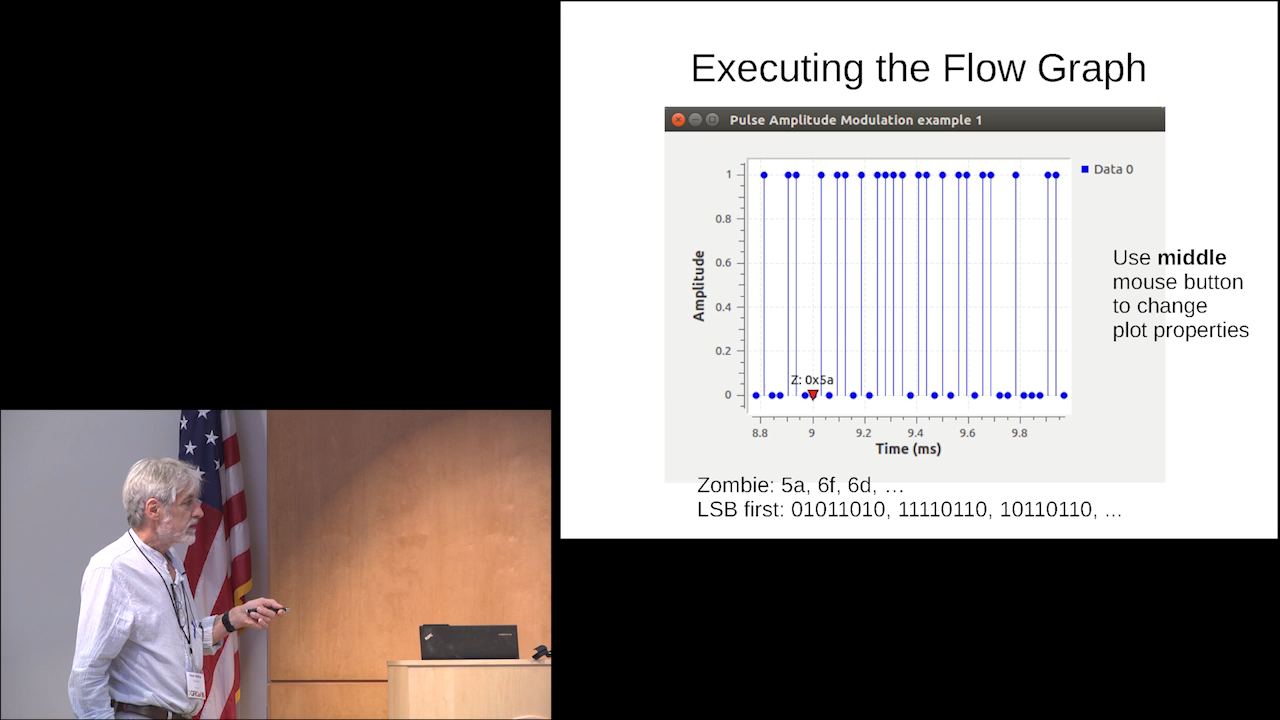 Executing the Flow Graph
Pulse Amplitude Modulation example 1
Data 0
1
0.8
0.6
0.4
0.2
0
Amplitude
Z: 0x5a
8.8 9 9.2 9.4 9.6 9.8
Time (ms)
Use middle
mouse button
to change
plot properties
Zombie: 5a, 6f, 6d, …
LSB first: 01011010, 11110110, 10110110, …